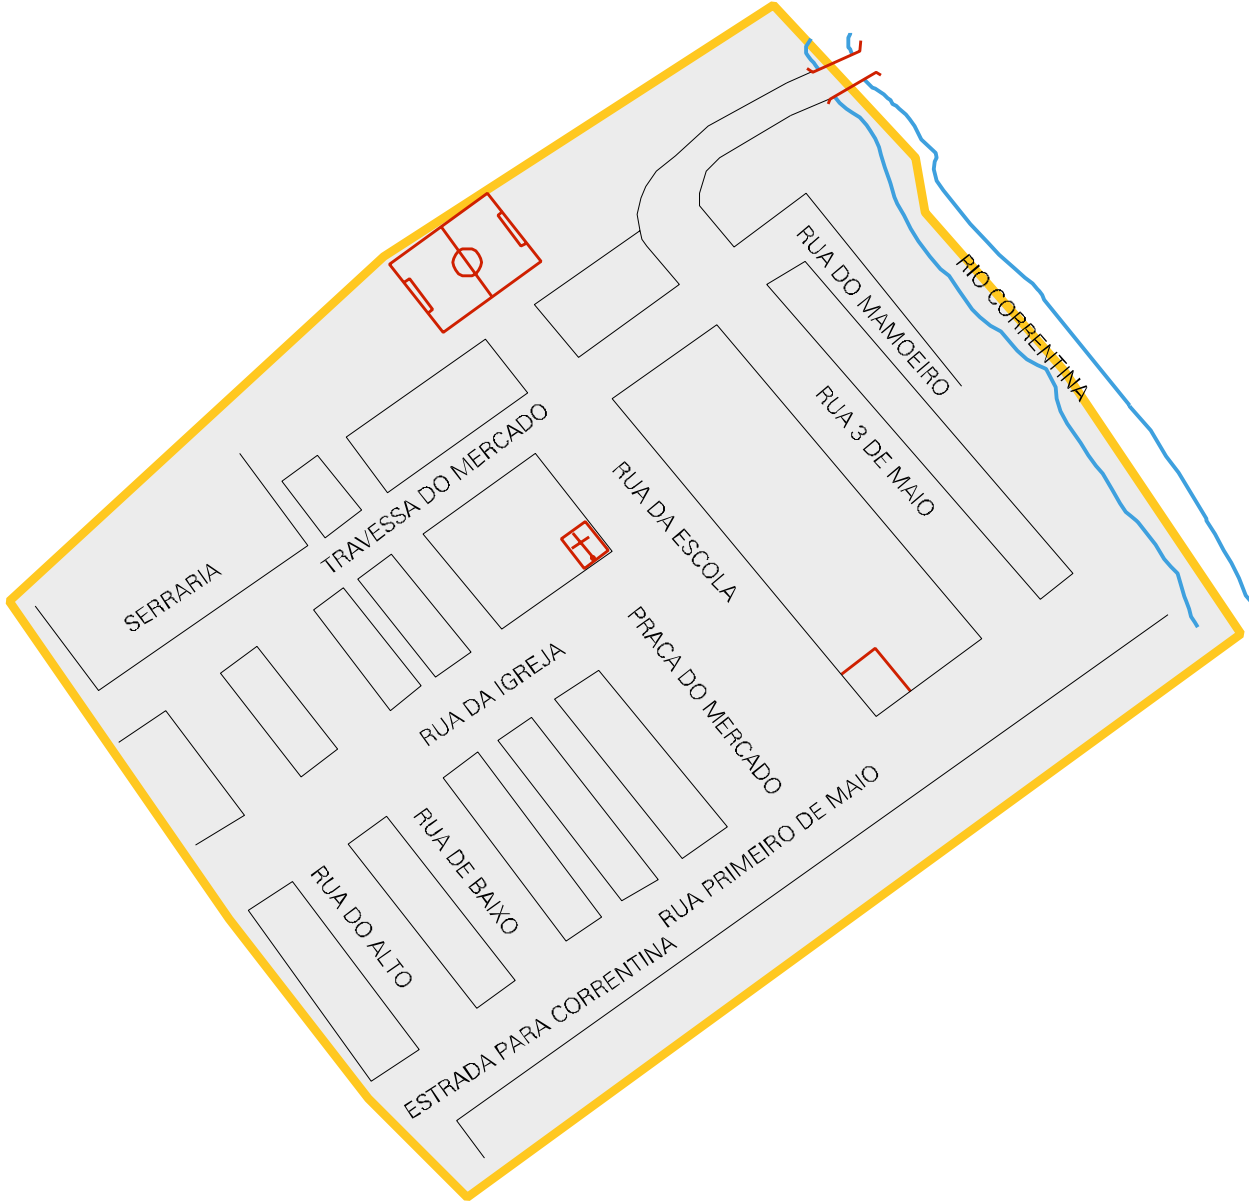 RUA DO MAMOEIRO
RIO CORRENTINA
RUA 3 DE MAIO
TRAVESSA DO MERCADO
RUA DA ESCOLA
SERRARIA
PRACA DO MERCADO
RUA DA IGREJA
RUA PRIMEIRO DE MAIO
RUA DE BAIXO
RUA DO ALTO
ESTRADA PARA CORRENTINA